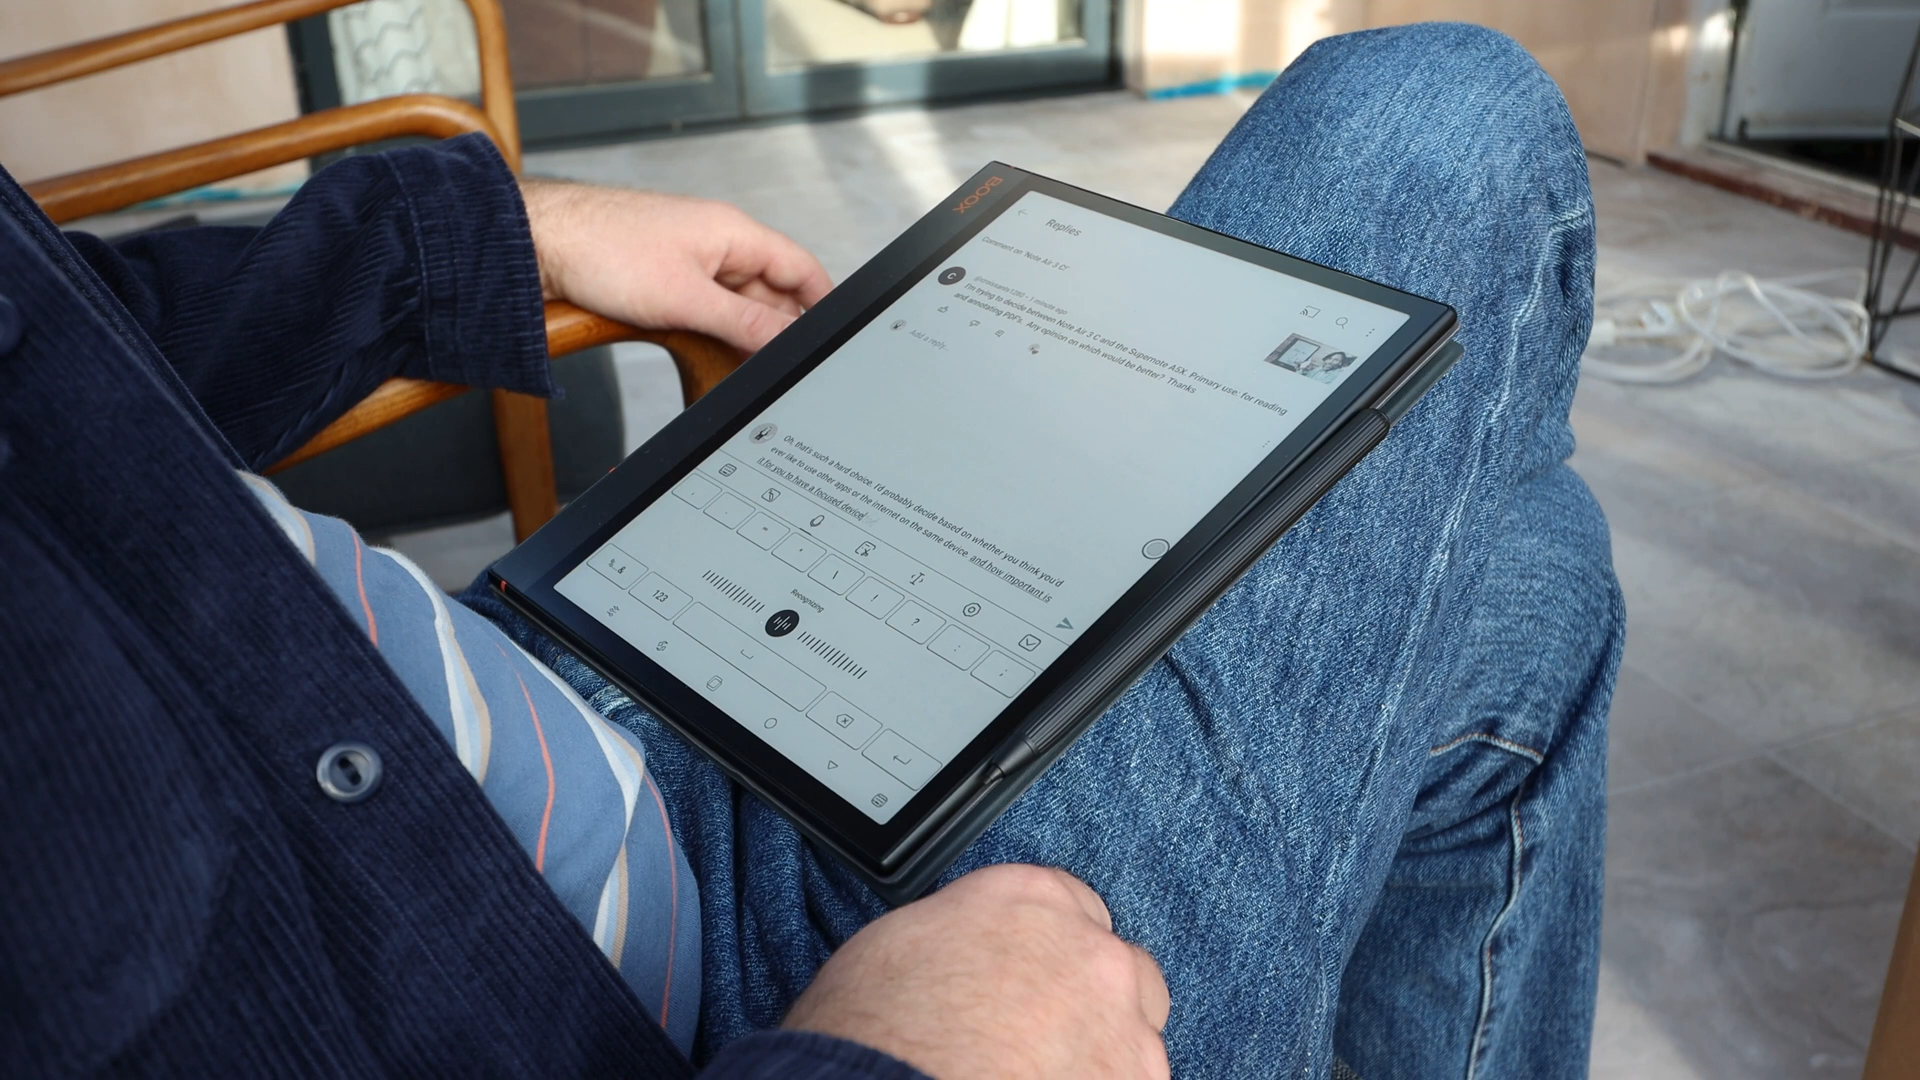 BOOX
Replies
Comment on 'Note Air 3 C'
C
I'm trying to decide between Note Air 3 C and the Supernote A5X. Primary use: for reading
and annotating PDFs. Any opinion on which would be better? Thanks
Add a reply...
Oh, that's such a hard choice. I'd probably decide based on whether you think you'd
ever like to use other apps or the internet on the same device. and how important is
it for you to have a focused device
! ? : ;
Recognizing
123